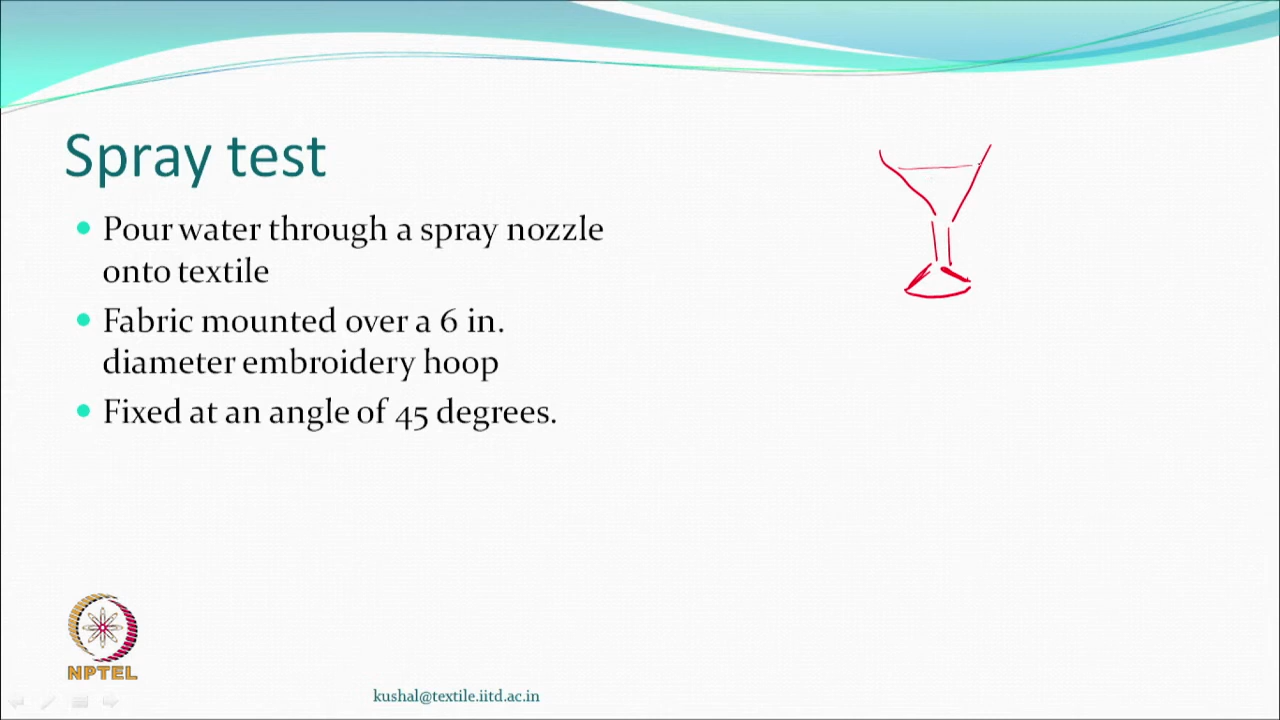 Spray test
Pour water through a spray nozzle
onto textile
Fabric mounted over a 6 in.
diameter embroidery hoop
Fixed at an angle of 45 degrees.
NPTEL
kushal@textile.iitd.ac.in